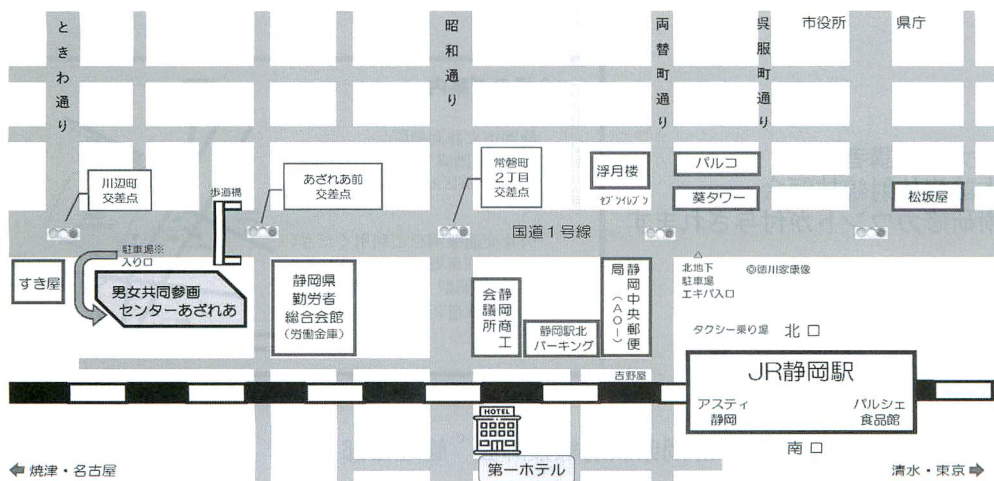 ときわ通り
昭和通り
両替町通り
呉服町通り
市役所
県庁
川辺町
交差点
歩道橋
あざれあ前
交差点
常磐町
2丁目
交差点
浮月楼
ｾﾌﾞﾝｲﾚﾌﾞﾝ
パルコ
葵タワー
松坂屋
国道1号線
駐車場※
入り口
すき屋
男女共同参画
センターあざれあ
静岡県
勤労者
総合会館
(労働金庫)
静岡商工
会議所
静岡駅北
パーキング
静岡中央郵便
局(AOI)
△
北地下
駐車場
エキパ入口
◎徳川家康像
タクシー乗り場
北口
吉野屋
JR静岡駅
アスティ
静岡
パルシェ
食品館
南口
HOTEL
第一ホテル
⬅ 焼津・名古屋
清水・東京 ➡